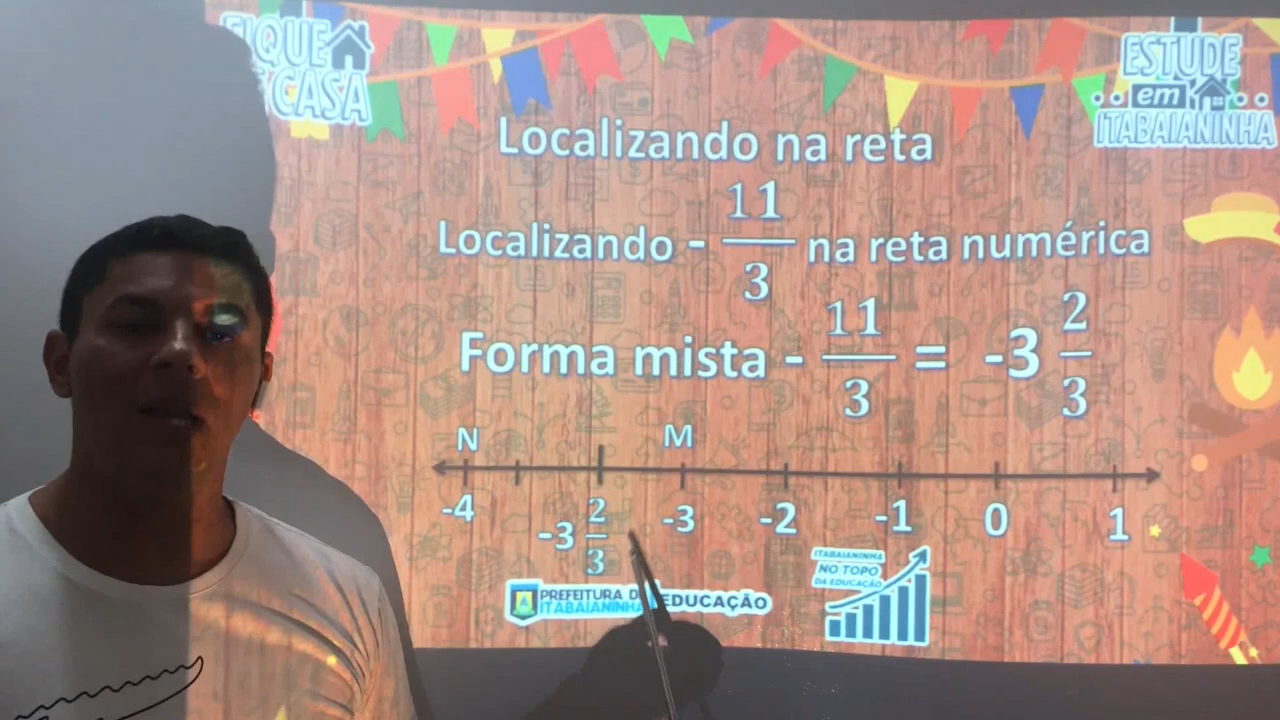 FIQUE
CASA
ESTUDE
em
ITABAIANINHA
Localizando na reta
Localizando - 11/3 na reta numérica
Forma mista - 11/3 = -3 2/3
N M
-4 -3 2/3 -3 -2 -1 0 1
ITABAIANINHA
NO TOPO
DA EDUCAÇÃO
PREFEITURA
ITABAIANINHA
EDUCAÇÃO